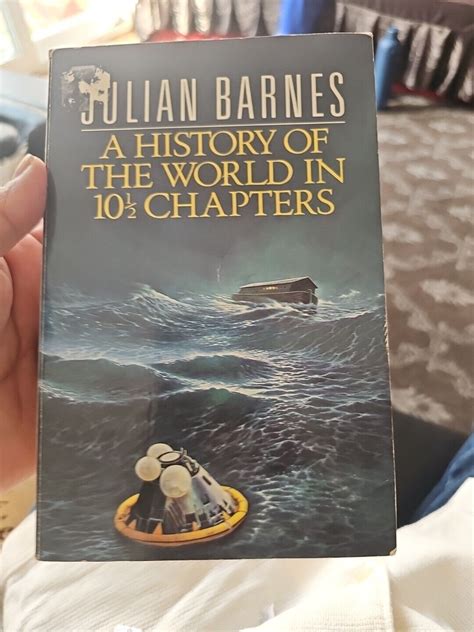 JULIAN BARNES
A HISTORY OF
THE WORLD IN
10½ CHAPTERS